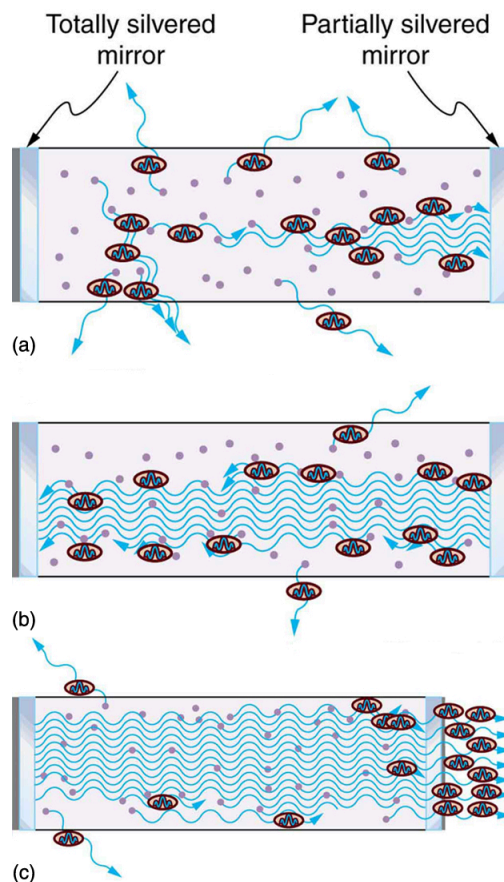 Totally silvered
mirror
Partially silvered
mirror
(a)
(b)
(c)